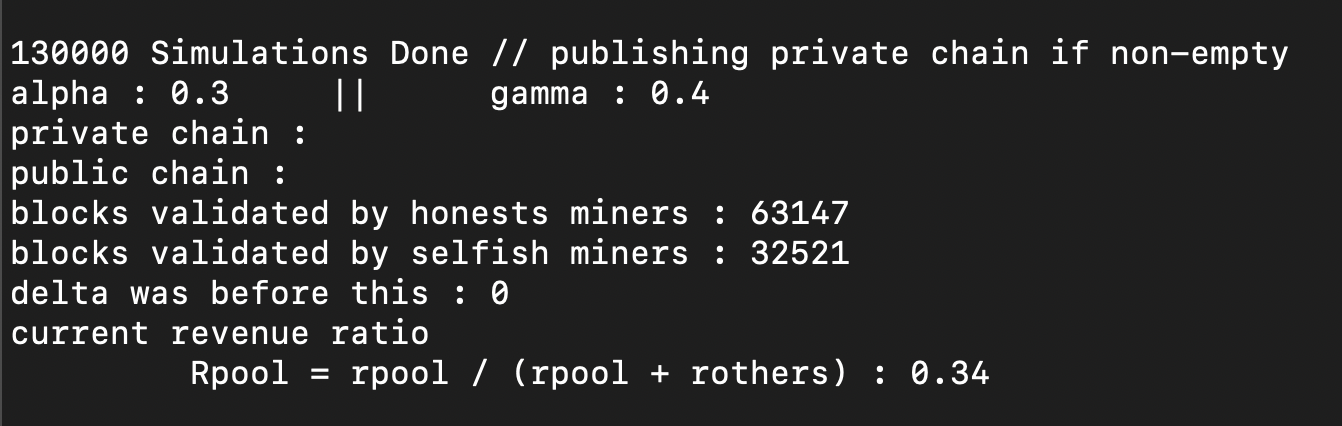 130000 Simulations Done // publishing private chain if non-empty
alpha : 0.3     ||      gamma : 0.4
private chain :
public chain :
blocks validated by honests miners : 63147
blocks validated by selfish miners : 32521
delta was before this : 0
current revenue ratio
         Rpool = rpool / (rpool + rothers) : 0.34